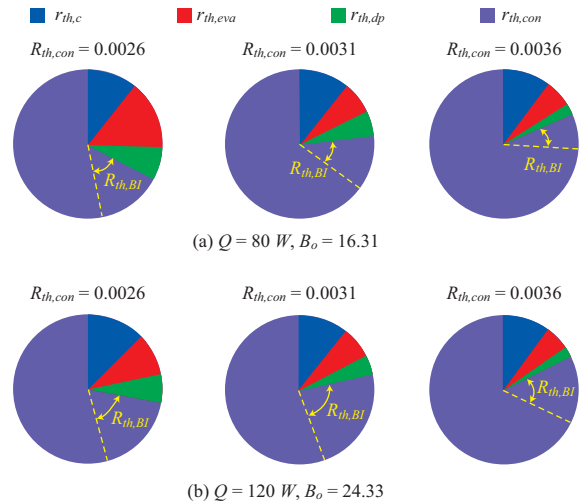 r_{th,c} r_{th,eva} r_{th,dp} r_{th,con}
R_{th,con} = 0.0026 R_{th,con} = 0.0031 R_{th,con} = 0.0036
R_{th,BI} R_{th,BI} R_{th,BI}
(a) Q = 80 W, B_o = 16.31
R_{th,con} = 0.0026 R_{th,con} = 0.0031 R_{th,con} = 0.0036
R_{th,BI} R_{th,BI} R_{th,BI}
(b) Q = 120 W, B_o = 24.33